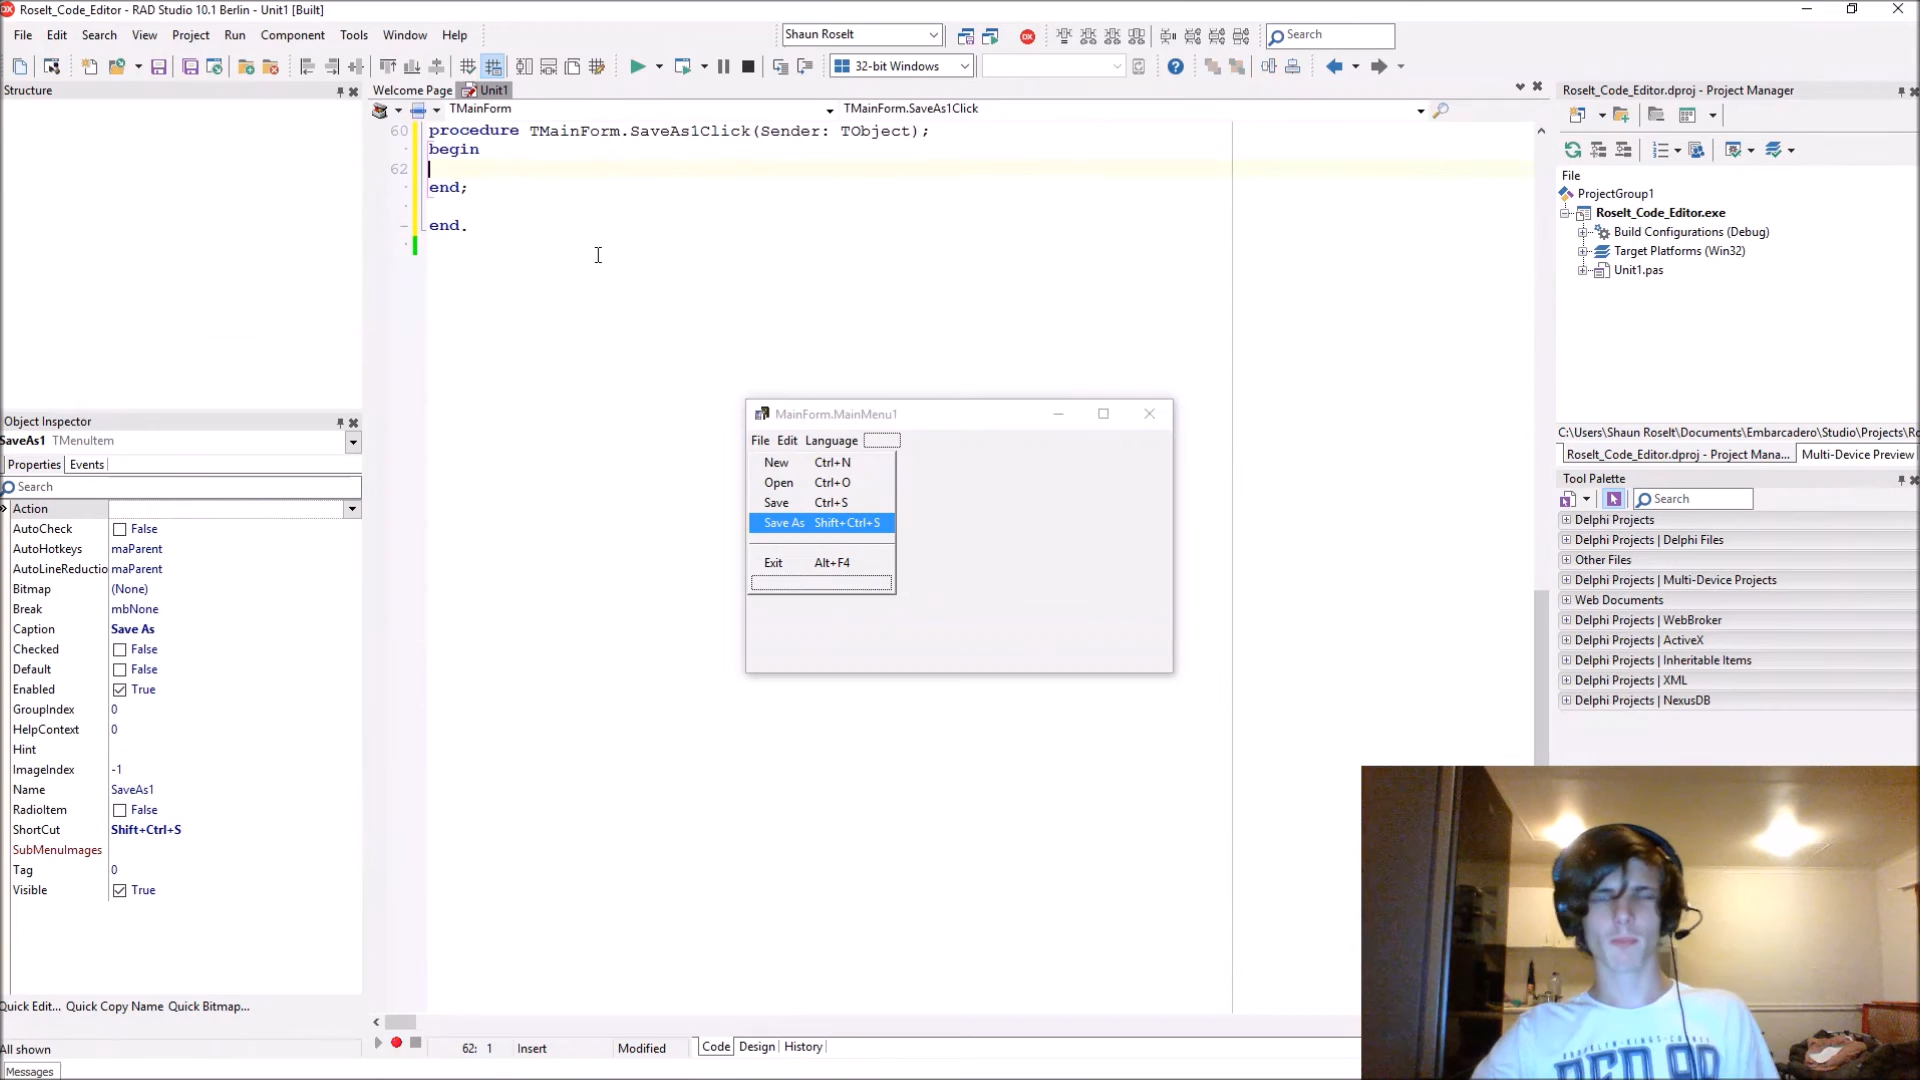 Roselt_Code_Editor - RAD Studio 10.1 Berlin - Unit1 [Built]
File Edit Search View Project Run Component Tools Window Help
Shaun Roselt
Search
32-bit Windows
Structure
Welcome Page Unit1
TMainForm
TMainForm.SaveAs1Click
60 procedure TMainForm.SaveAs1Click(Sender: TObject);
begin
62
end;
end.
MainForm.MainMenu1
File Edit Language
New Ctrl+N
Open Ctrl+O
Save Ctrl+S
Save As Shift+Ctrl+S
Exit Alt+F4
Object Inspector
SaveAs1 TMenuItem
Properties Events
Search
Action
AutoCheck False
AutoHotkeys maParent
AutoLineReductio maParent
Bitmap (None)
Break mbNone
Caption Save As
Checked False
Default False
Enabled True
GroupIndex 0
HelpContext 0
Hint
ImageIndex -1
Name SaveAs1
RadioItem False
ShortCut Shift+Ctrl+S
SubMenuImages
Tag 0
Visible True
Quick Edit... Quick Copy Name Quick Bitmap...
All shown
Messages
62: 1 Insert Modified Code Design History
Roselt_Code_Editor.dproj - Project Manager
File
ProjectGroup1
Roselt_Code_Editor.exe
Build Configurations (Debug)
Target Platforms (Win32)
Unit1.pas
C:\Users\Shaun Roselt\Documents\Embarcadero\Studio\Projects\Ro
Roselt_Code_Editor.dproj - Project Mana... Multi-Device Preview
Tool Palette
Search
Delphi Projects
Delphi Projects | Delphi Files
Other Files
Delphi Projects | Multi-Device Projects
Web Documents
Delphi Projects | WebBroker
Delphi Projects | ActiveX
Delphi Projects | Inheritable Items
Delphi Projects | XML
Delphi Projects | NexusDB